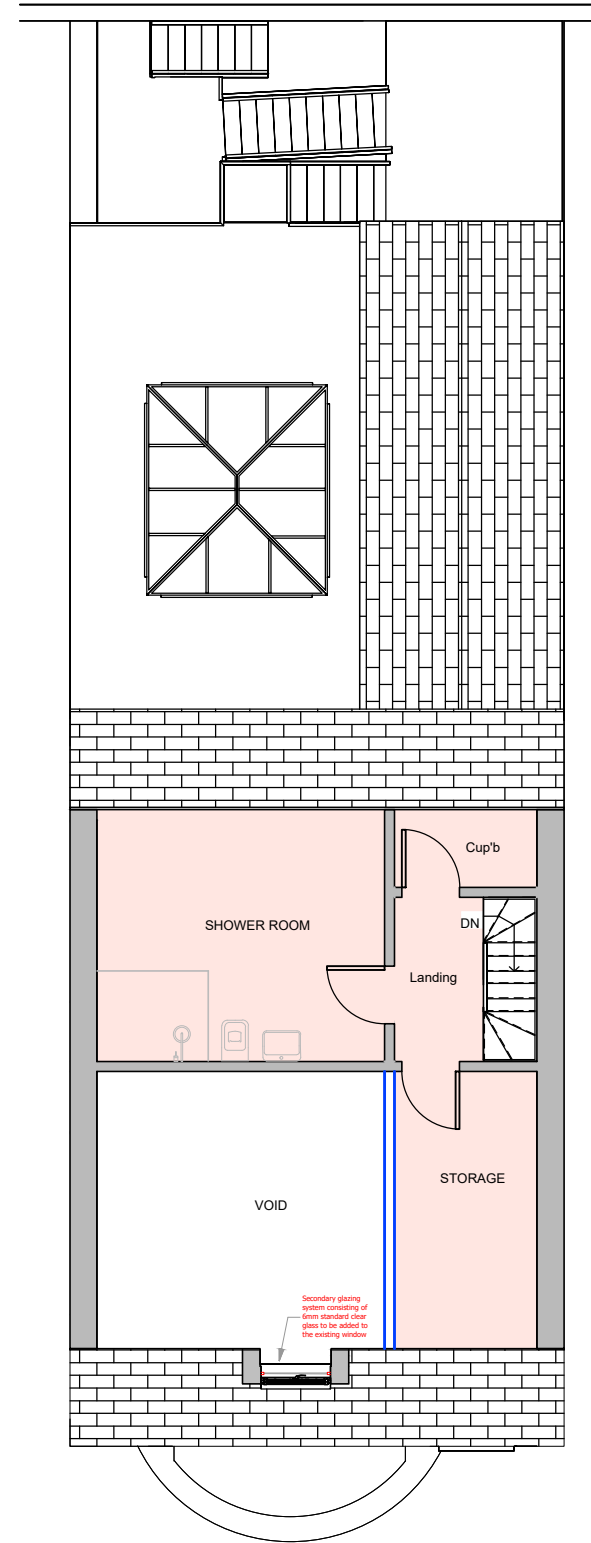 Cup'b
SHOWER ROOM
DN
Landing
STORAGE
VOID
Secondary glazing
system consisting of
6mm standard clear
glass to be added to
the existing window